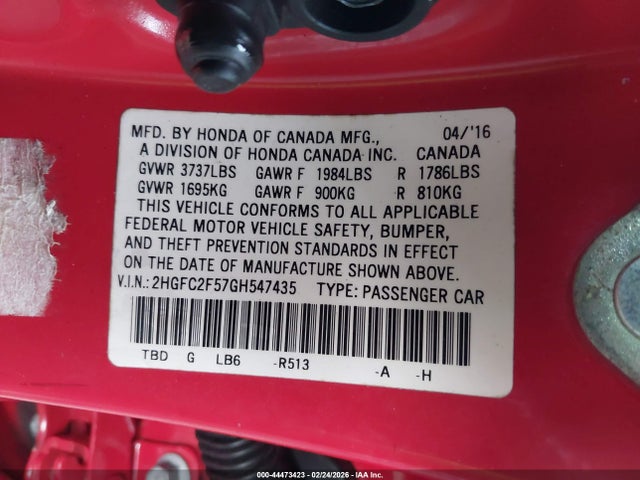 MFD. BY HONDA OF CANADA MFG., 04/'16
A DIVISION OF HONDA CANADA INC. CANADA
GVWR 3737LBS GAWR F 1984LBS R 1786LBS
GVWR 1695KG GAWR F 900KG R 810KG
THIS VEHICLE CONFORMS TO ALL APPLICABLE
FEDERAL MOTOR VEHICLE SAFETY, BUMPER,
AND THEFT PREVENTION STANDARDS IN EFFECT
ON THE DATE OF MANUFACTURE SHOWN ABOVE.
V.I.N.: 2HGFC2F57GH547435 TYPE: PASSENGER CAR
TBD G LB6 -R513 -A -H
000-44473423 - 02/24/2026 - IAA Inc.